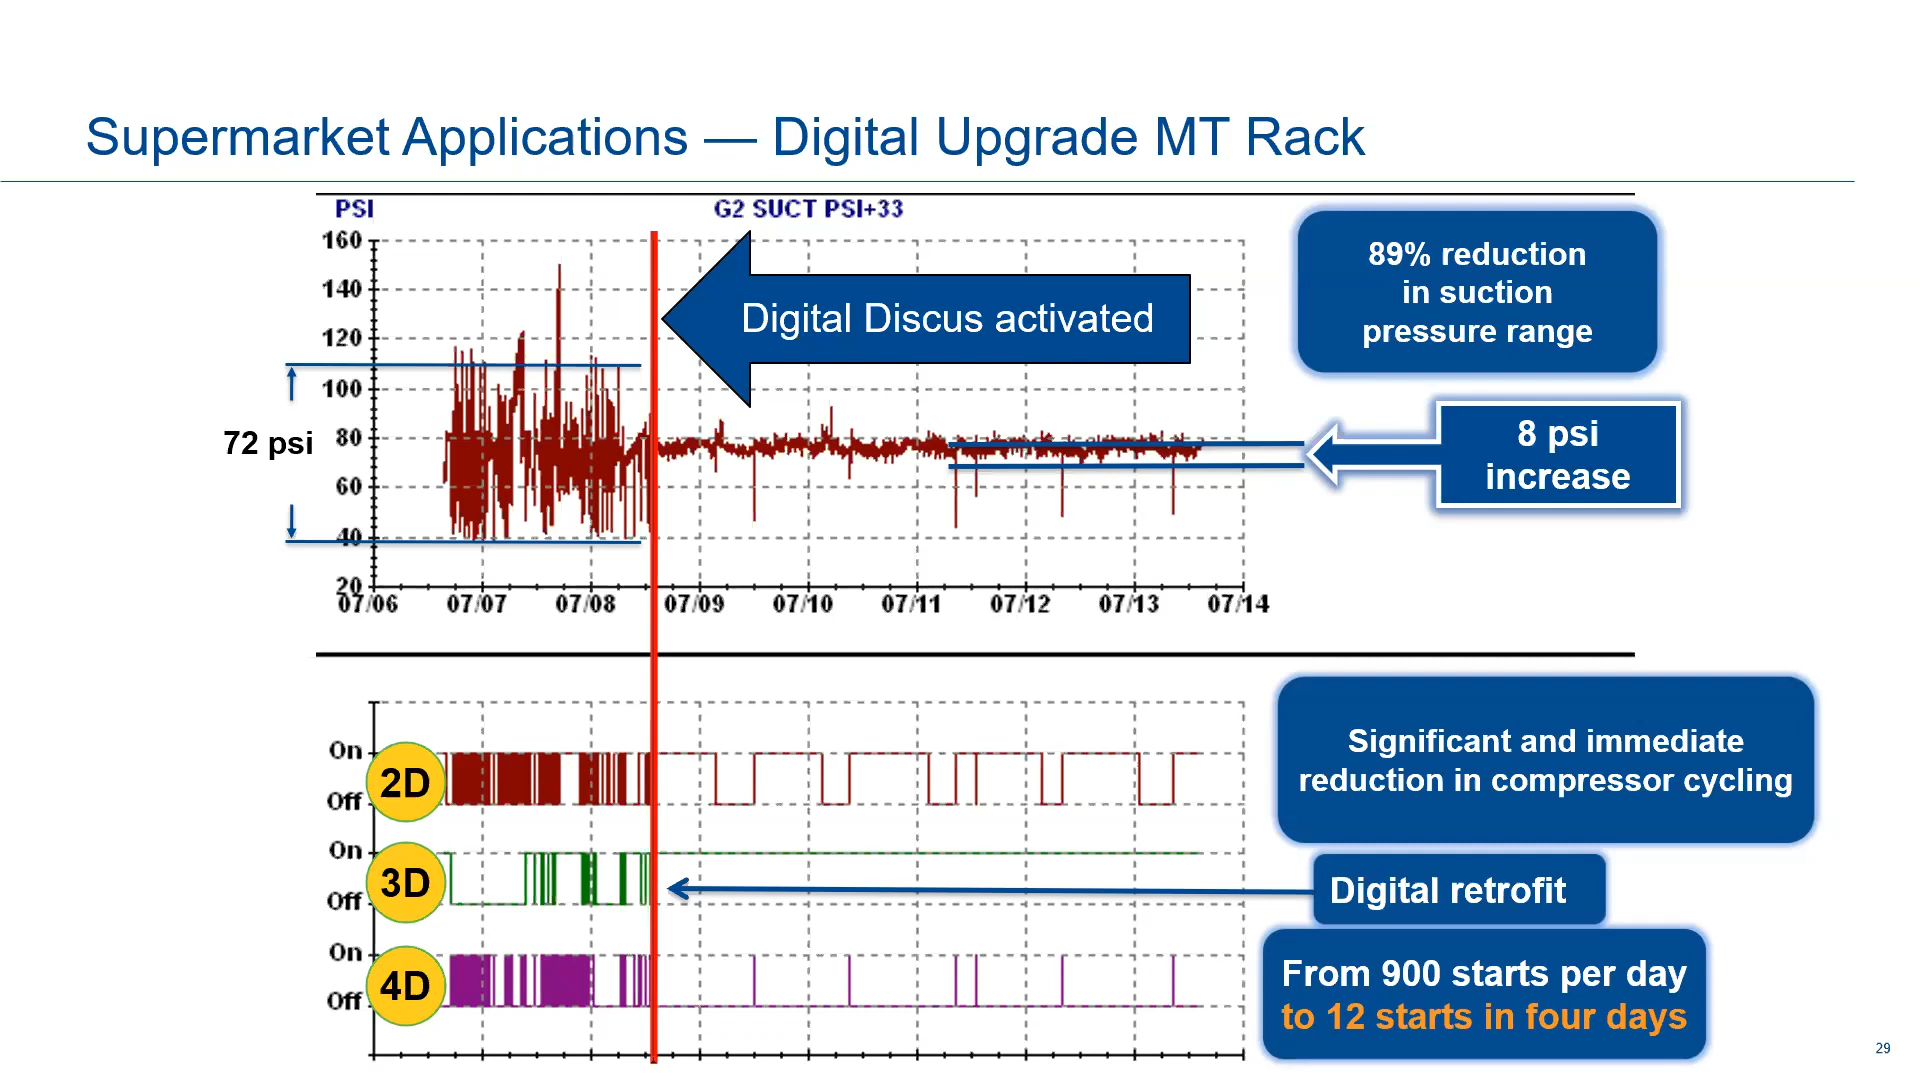 Supermarket Applications — Digital Upgrade MT Rack
PSI
G2 SUCT PSI+33
160
140
120
100
80
60
40
20
07/06
07/07
07/08
07/09
07/10
07/11
07/12
07/13
07/14
72 psi
Digital Discus activated
89% reduction
in suction
pressure range
8 psi
increase
On
Off
2D
On
Off
3D
On
Off
4D
Significant and immediate
reduction in compressor cycling
Digital retrofit
From 900 starts per day
to 12 starts in four days
29